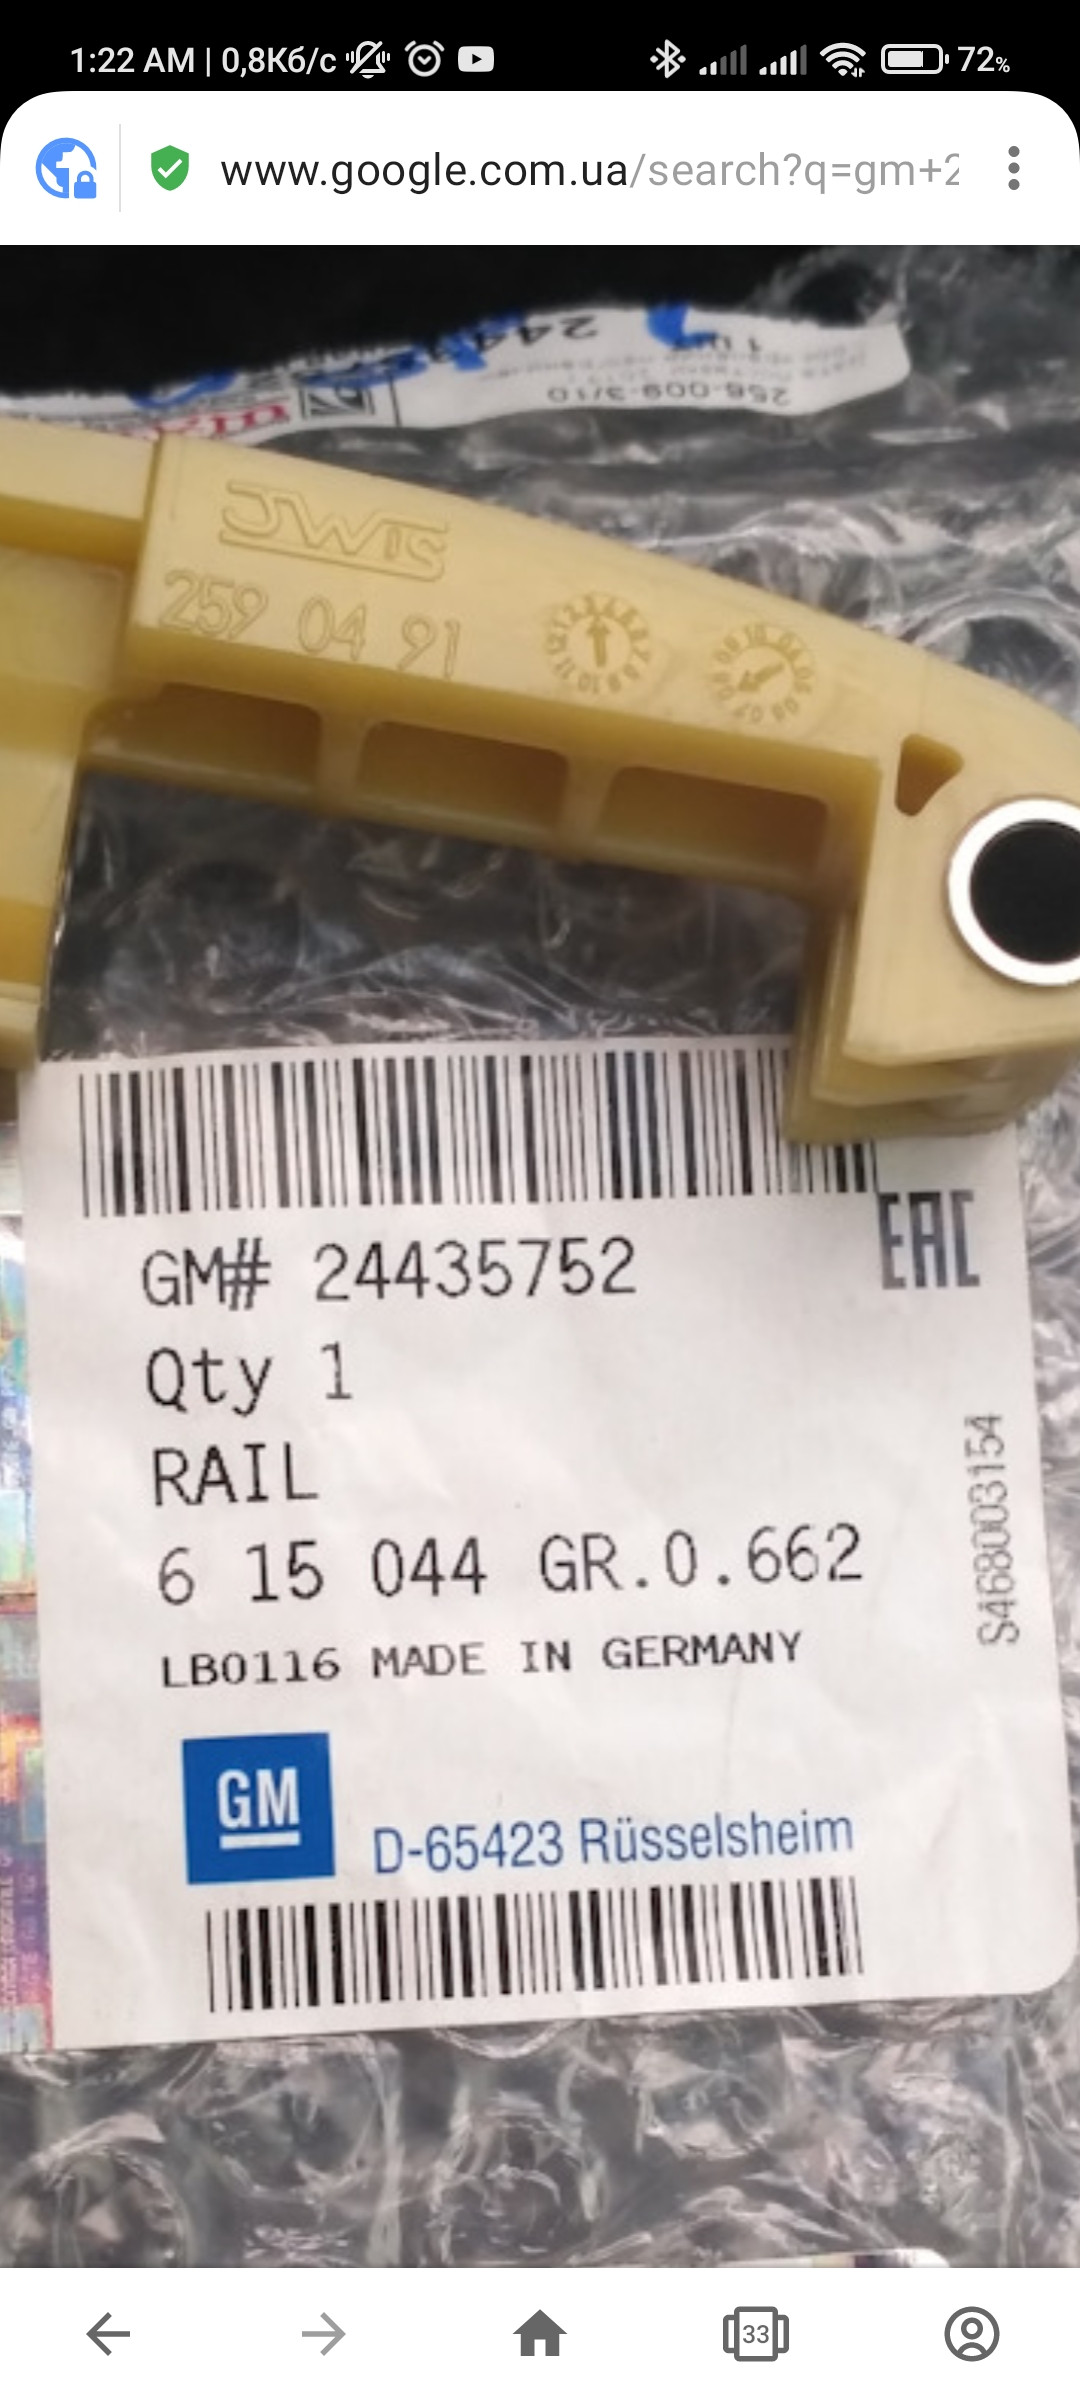 1:22 AM | 0,8Кб/с
72%
www.google.com.ua/search?q=gm+2
258-009-3/10
JWIS
259 04 91
GM# 24435752
EAC
Qty 1
RAIL
6 15 044 GR.0.662
S468003154
LB0116 MADE IN GERMANY
GM
D-65423 Rüsselsheim
33